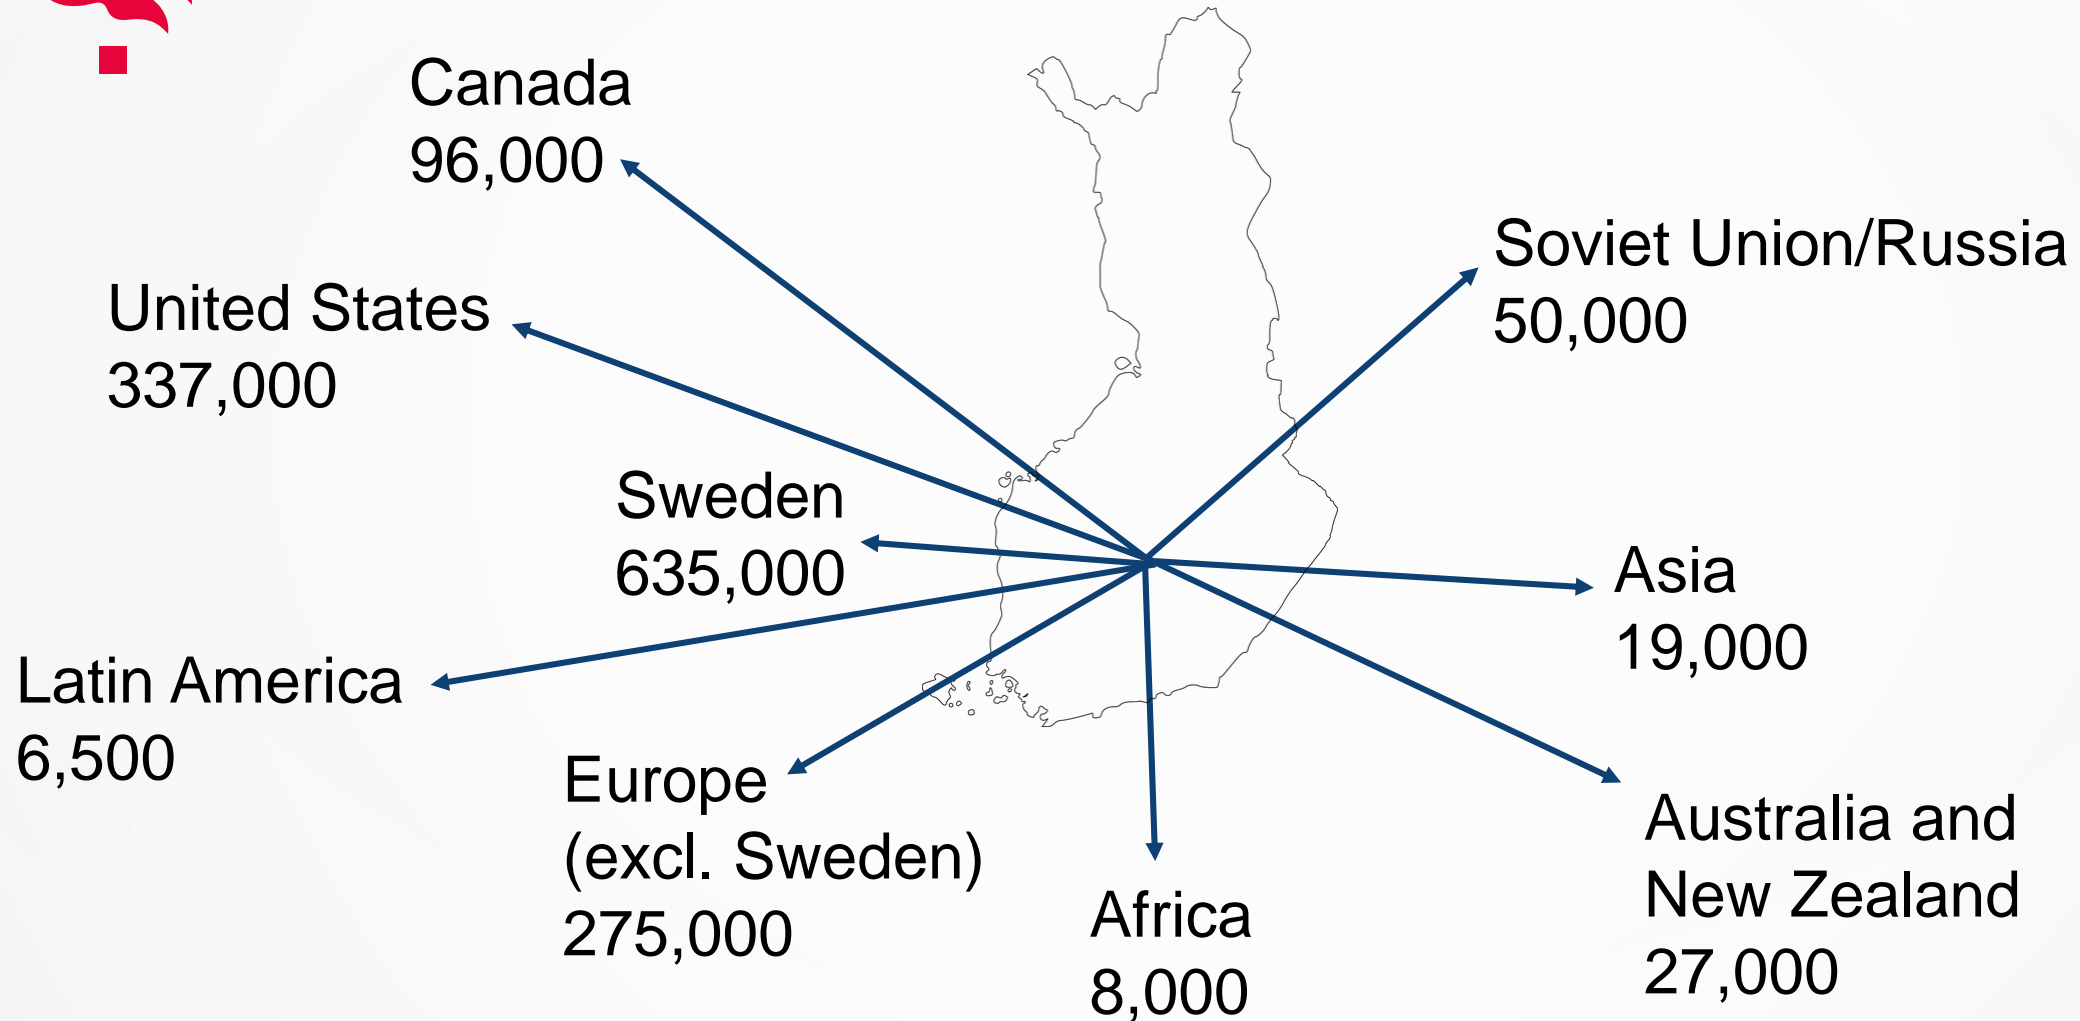 Canada
96,000
United States
337,000
Soviet Union/Russia
50,000
Sweden
635,000
Asia
19,000
Latin America
6,500
Europe
(excl. Sweden)
275,000
Africa
8,000
Australia and
New Zealand
27,000